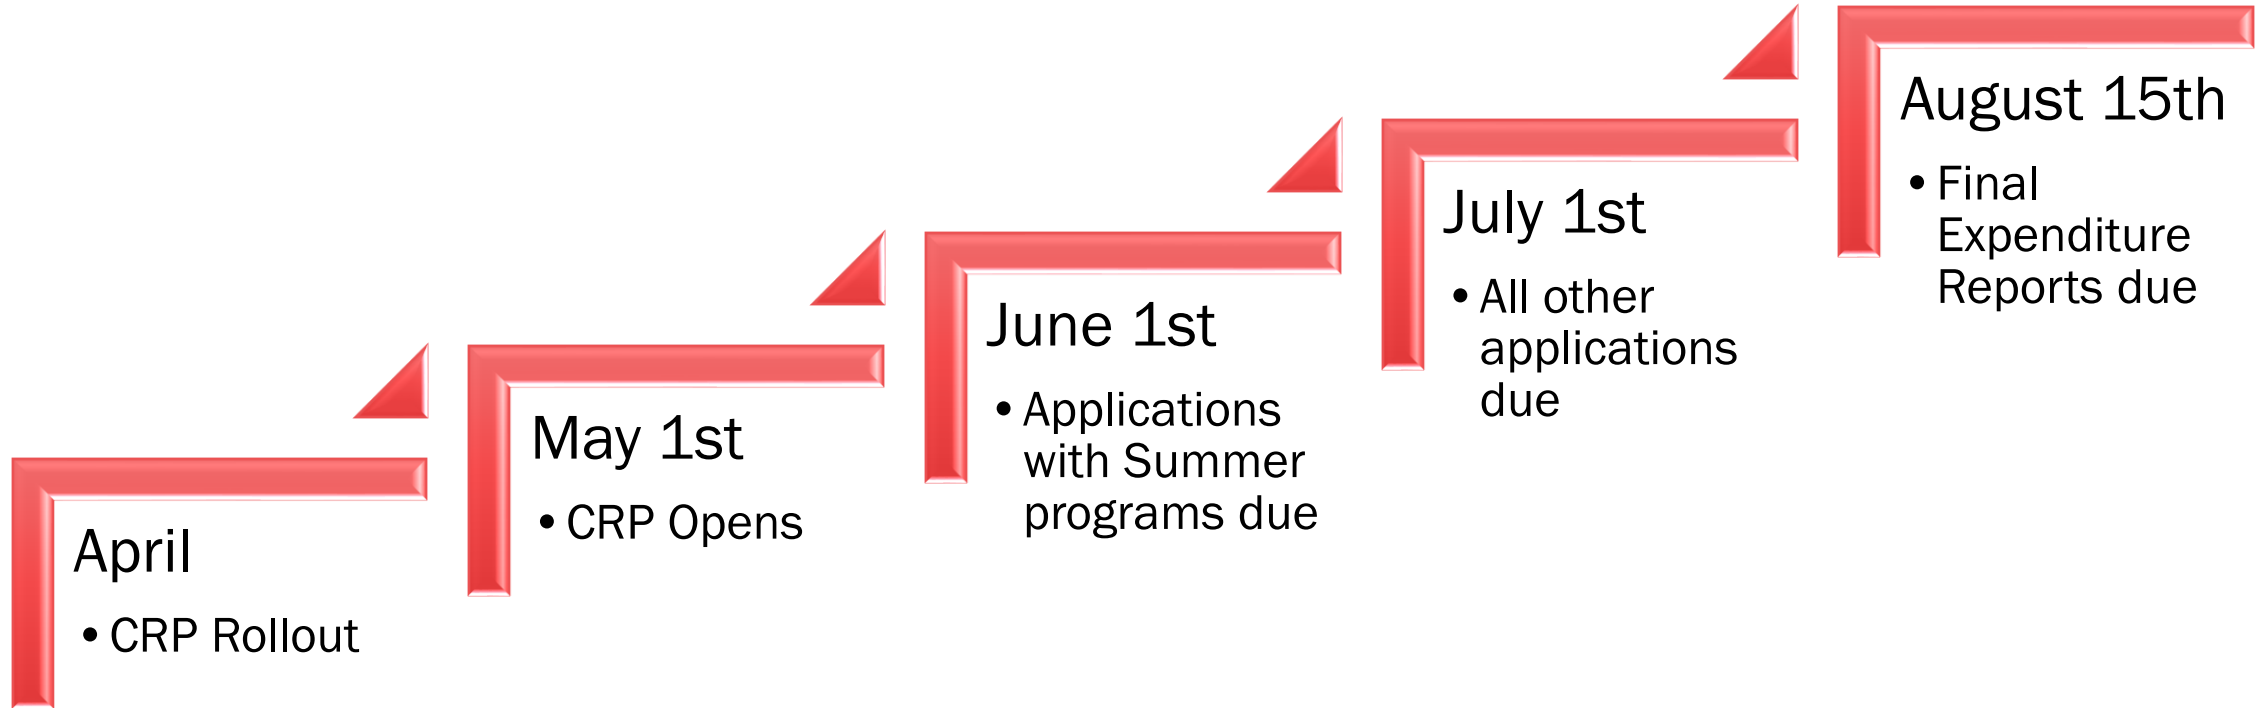 April
• CRP Rollout
May 1st
• CRP Opens
June 1st
• Applications
with Summer
programs due
July 1st
• All other
applications
due
August 15th
• Final
Expenditure
Reports due